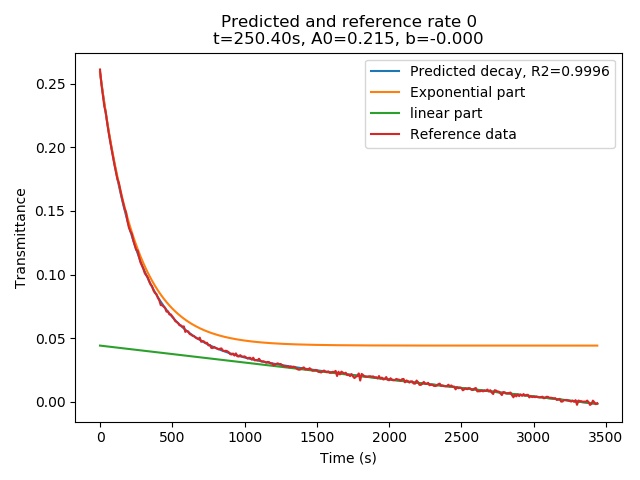 Predicted and reference rate 0
t=250.40s, A0=0.215, b=-0.000
Predicted decay, R2=0.9996
Exponential part
linear part
Reference data
Transmittance
0.25
0.20
0.15
0.10
0.05
0.00
0 500 1000 1500 2000 2500 3000 3500
Time (s)